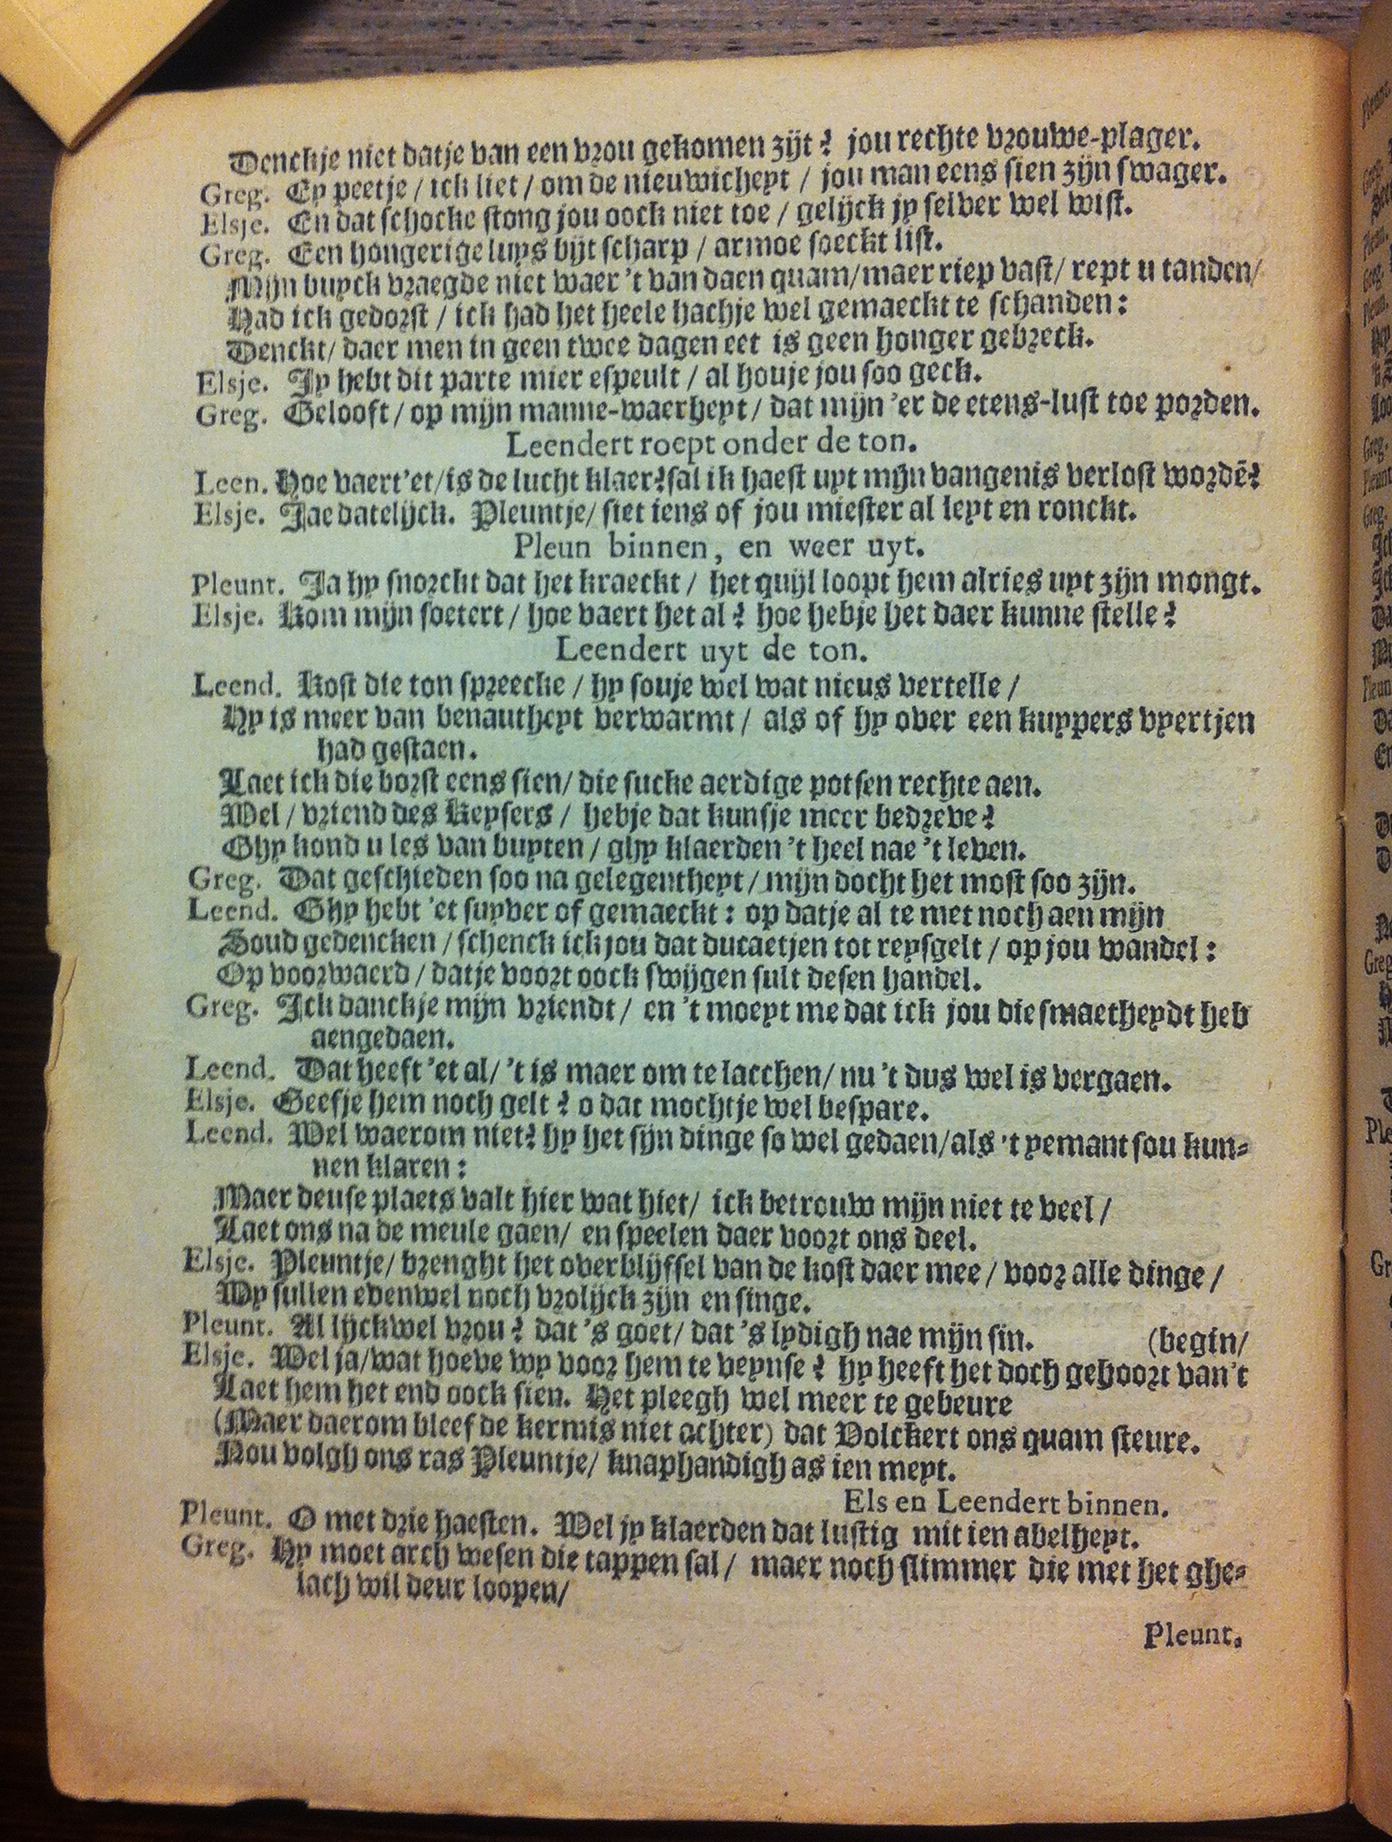 Denckje niet datje van een vrou gekomen zijt? jou rechte vrouwe-plager.
Greg. Ey peetje / ick liet / om de nieuwicheyt / jou man eens sien zijn swager.
Elsje. En dat schocke stong jou oock niet toe / gelijck jy selver wel wist.
Greg. Een hongerige luys bijt scharp / armoe soeckt list.
Mijn buyck vraegde niet waer 't van daen quam/maer riep vast/ rept u tanden/
Had ick gedorst / ick had het heele hachje wel gemaeckt te schanden:
Denckt/ daer men in geen twee dagen eet is geen honger gebreck.
Elsje. Jy hebt dit parte mier espeult / al houje jou soo geck.
Greg. Gelooft / op mijn manne-waerheyt / dat mijn 'er de etens-lust toe porden.
Leendert roept onder de ton.
Leen. Hoe vaert'et/is de lucht klaer?sal ik haest uyt mijn vangenis verlost wordẽ?
Elsje. Jae datelijck. Pleuntje/ siet iens of jou miester al leyt en ronckt.
Pleun binnen, en weer uyt.
Pleunt. Ja hy snorckt dat het kraeckt / het quijl loopt hem alries uyt zijn mongt.
Elsje. Kom mijn soetert / hoe vaert het al? hoe hebje het daer kunne stelle?
Leendert uyt de ton.
Leend. Kost die ton spreecke / hy souje wel wat nieus vertelle /
Hy is meer van benautheyt verwarmt / als of hy over een kuypers vyertjen
had gestaen.
Laet ick die borst eens sien/ die sucke aerdige potsen rechte aen.
Wel / vriend des Keysers / hebje dat kunsje meer bedreve?
Ghy kond u les van buyten / ghy klaerden 't heel nae 't leven.
Greg. Dat geschieden soo na gelegentheyt / mijn docht het most soo zijn.
Leend. Ghy hebt 'et suyver of gemaeckt: op datje al te met noch aen mijn
Soud gedencken / schenck ick jou dat ducaetjen tot reysgelt / op jou wandel:
Op voorwaerd / datje voort oock swijgen sult desen handel.
Greg. Ick danckje mijn vriendt / en 't moeyt me dat ick jou die smaetheydt heb
aengedaen.
Leend. Dat heeft 'et al/ 't is maer om te lacchen/ nu 't dus wel is vergaen.
Elsje. Geefje hem noch gelt? o dat mochtje wel bespare.
Leend. Wel waerom niet? hy het sijn dinge so wel gedaen/als 't yemant sou kun-
nen klaren:
Maer deuse plaets valt hier wat hiet/ ick betrouw mijn niet te veel /
Laet ons na de meule gaen/ en speelen daer voort ons deel.
Elsje. Pleuntje/ brenght het overblijffel van de kost daer mee / voor alle dinge /
Wy sullen evenwel noch vrolijck zijn en singe.
Pleunt. Al lijckwel vrou? dat 's goet/ dat 's lydigh nae mijn sin. (begin/
Elsje. Wel ja/wat hoeve wy voor hem te veynse? hy heeft het doch gehoort van't
Laet hem het end oock sien. Het pleegh wel meer te gebeure
(Maer daerom bleef de kermis niet achter) dat Volckert ons quam steure.
Nou volgh ons ras Pleuntje/ knaphandigh as ien meyt.
Els en Leendert binnen.
Pleunt. O met drie haesten. Wel jy klaerden dat lustig mit ien abelheyt.
Greg. Hy moet arch wesen die tappen sal / maer noch slimmer die met het ghe-
lach wil deur loopen/
Pleunt.